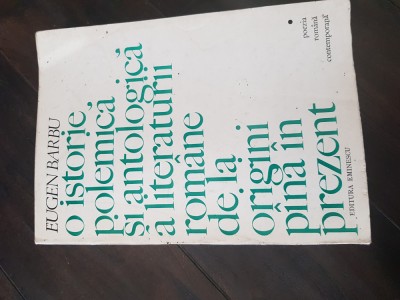 EUGEN BARBU
o istorie
polemică
și antologică
a literaturii
române
de la
origini
pînă în
prezent
EDITURA EMINESCU
poezia
română
contemporană